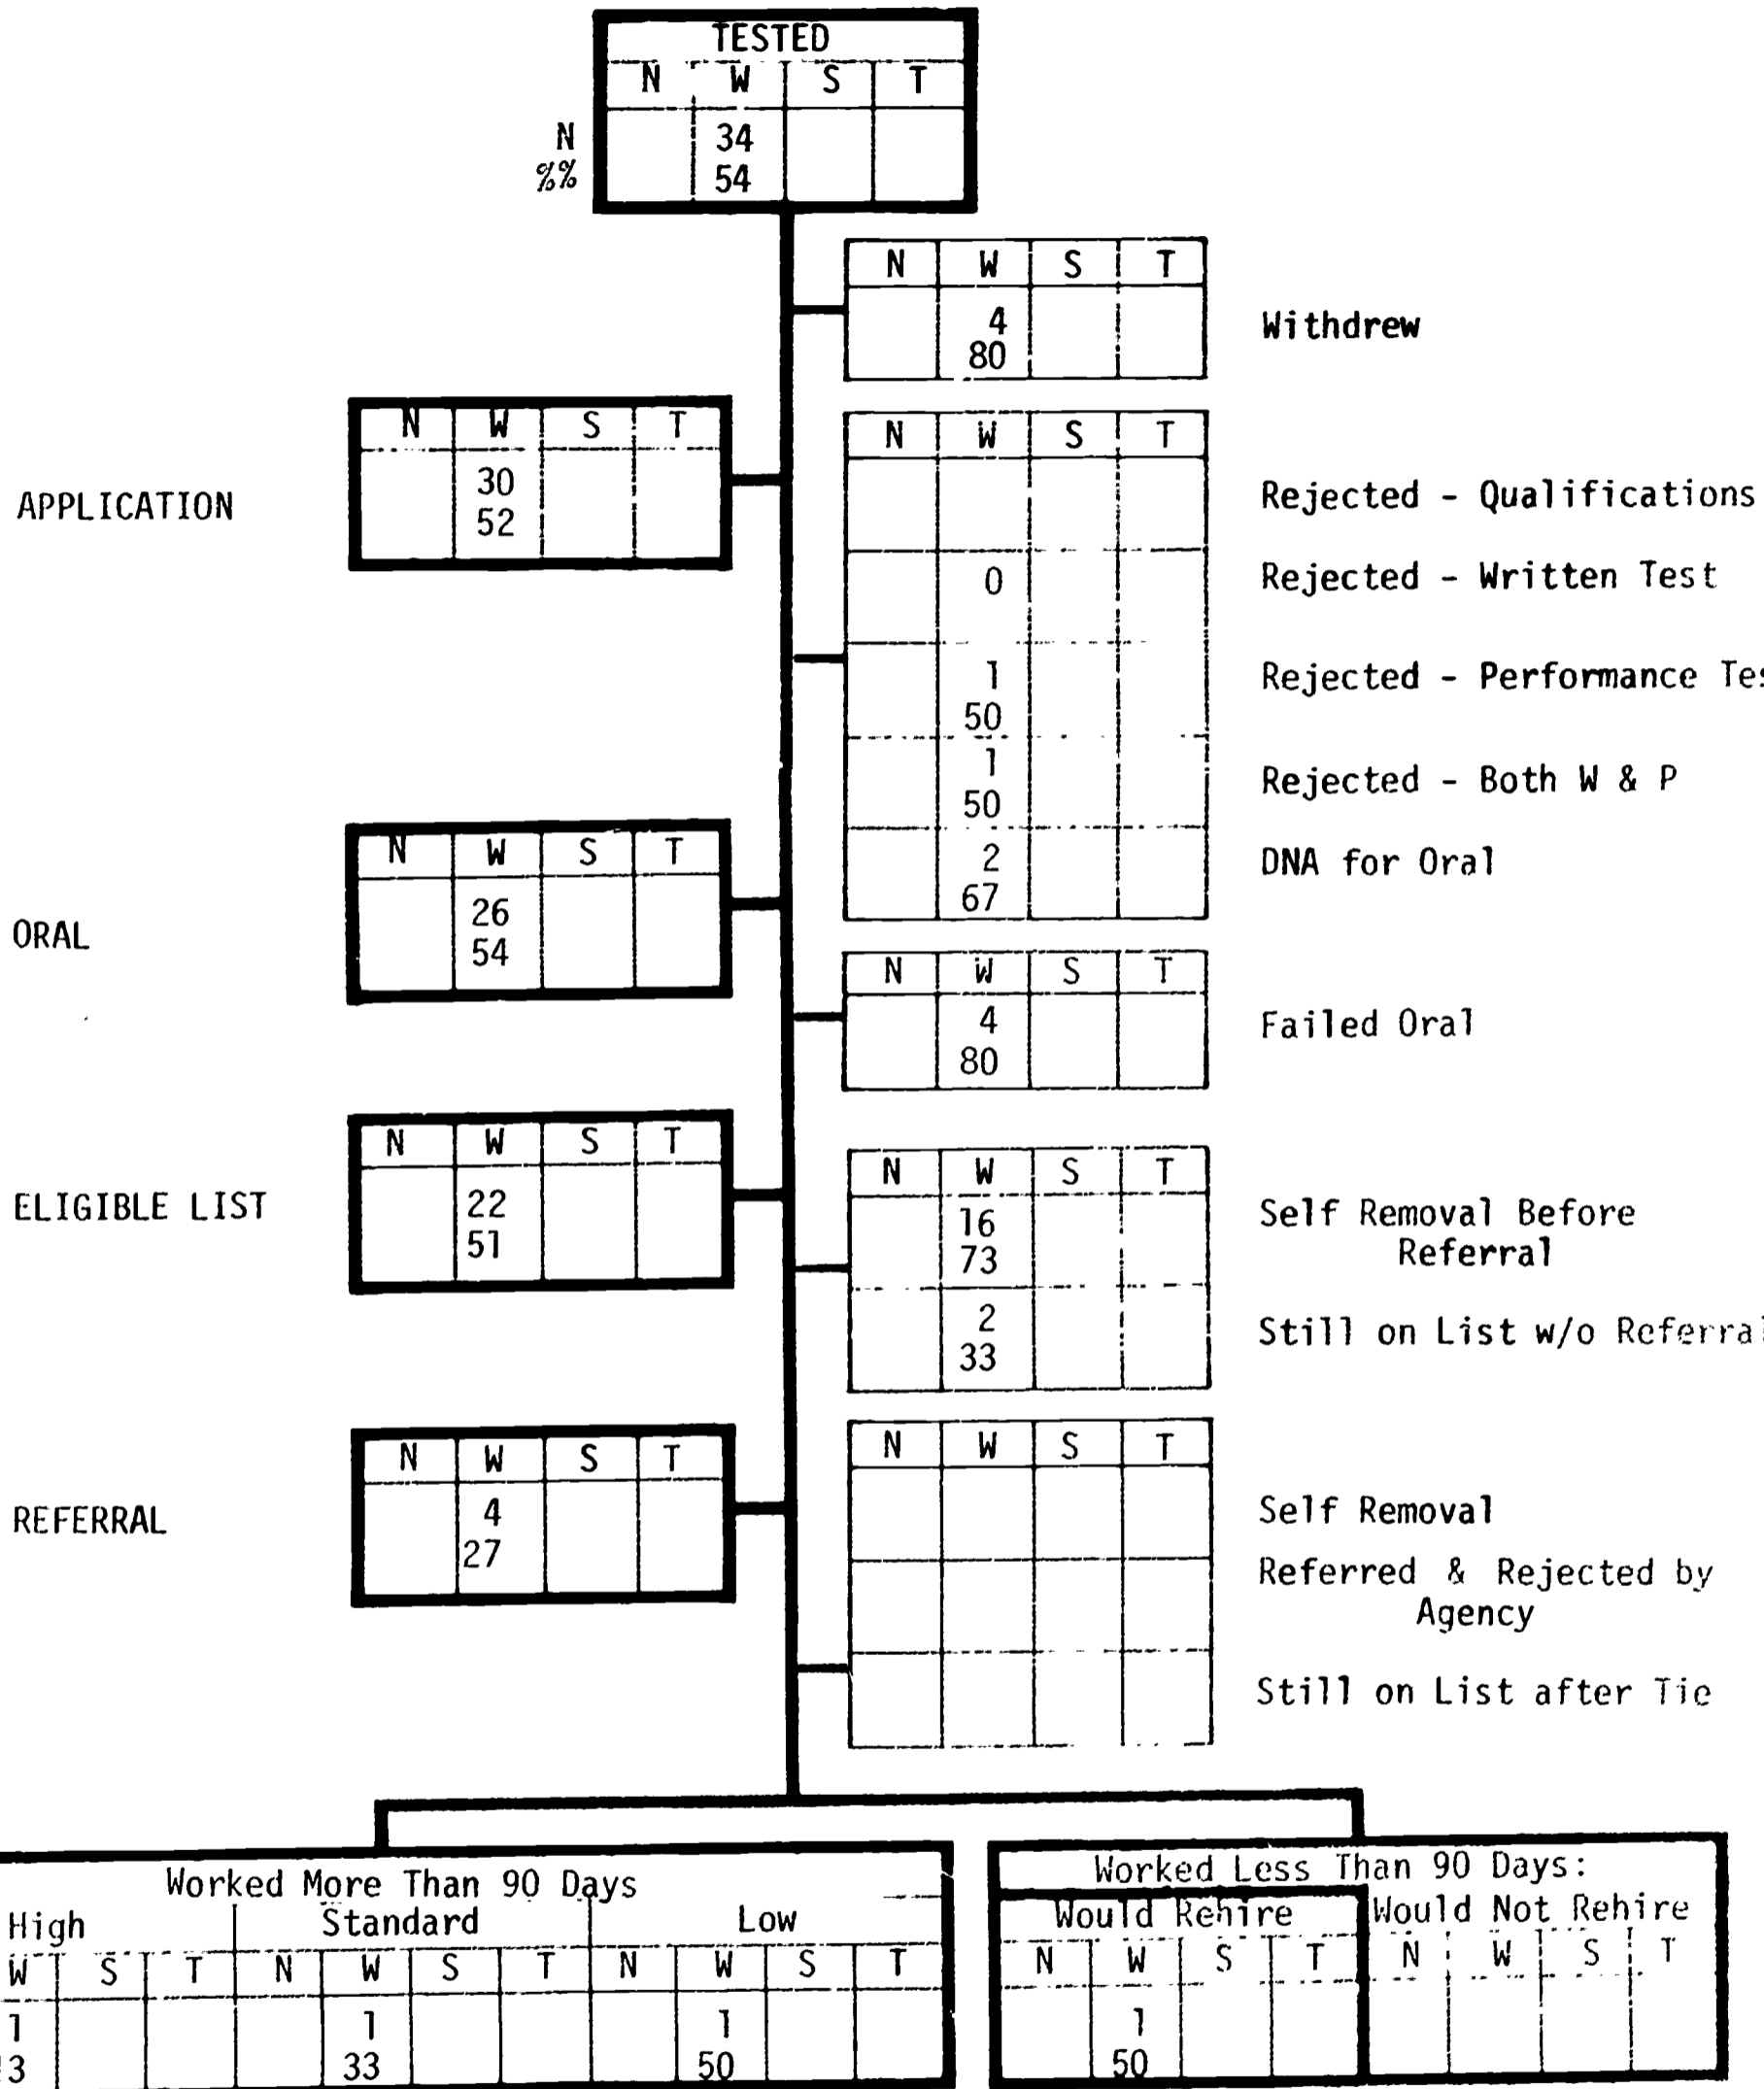 TESTED
N W S T
N 34
%% 54
N W S T
4
80
Withdrew
APPLICATION
N W S T
30
52
N W S T
Rejected - Qualifications
0
Rejected - Written Test
1
50
Rejected - Performance Tes
1
50
Rejected - Both W & P
2
67
DNA for Oral
ORAL
N W S T
26
54
N W S T
4
80
Failed Oral
ELIGIBLE LIST
N W S T
22
51
N W S T
16
73
Self Removal Before
Referral
2
33
Still on List w/o Referral
REFERRAL
N W S T
4
27
N W S T
Self Removal
Referred & Rejected by
Agency
Still on List after Tie
Worked More Than 90 Days
High Standard Low
W S T N W S T N W S T
1 1 1
3 33 50
Worked Less Than 90 Days:
Would Rehire Would Not Rehire
N W S T N W S T
1
50